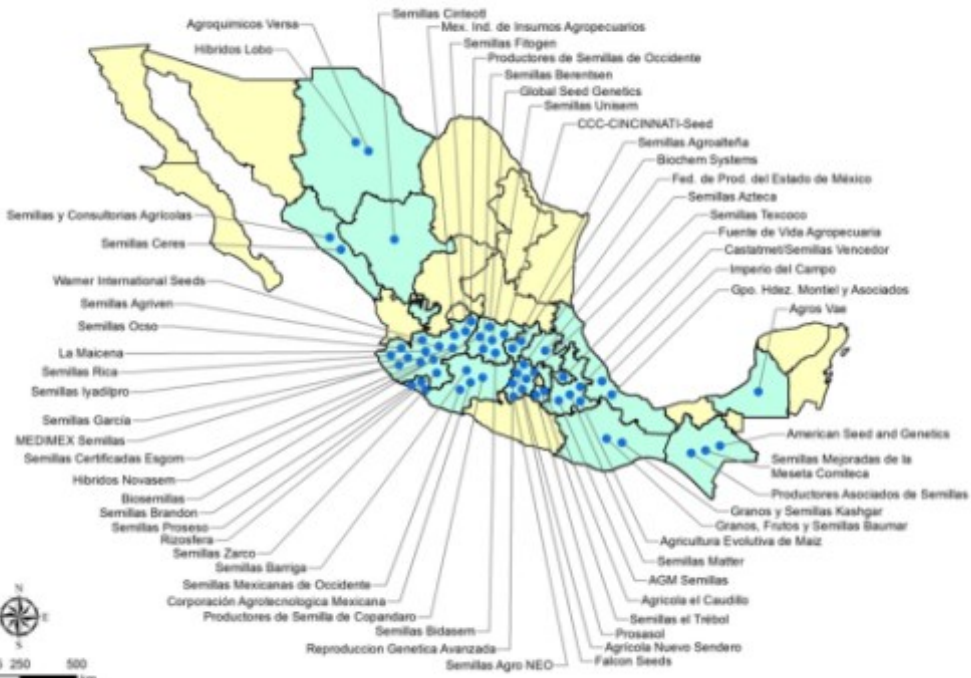 Semillas Cinteotl
Agroquimicos Versa
Mex. Ind. de Insumos Agropecuarios
Hibridos Lobo
Semillas Fitogen
Productores de Semillas de Occidente
Semillas Berentsen
Global Seed Genetics
Semillas Unisem
CCC-CINCINNATI-Seed
Semillas Agroalteña
Biochem Systems
Fed. de Prod. del Estado de México
Semillas Azteca
Semillas Texcoco
Fuente de Vida Agropecuaria
Castatmet/Semillas Vencedor
Imperio del Campo
Gpo. Hdez. Montiel y Asociados
Agros Vae
Semillas y Consultorias Agrícolas
Semillas Ceres
Warner International Seeds
Semillas Agriven
Semillas Ocso
La Maicena
Semillas Rica
Semillas Iyadilpro
Semillas García
MEDIMEX Semillas
Semillas Certificadas Esgom
Hibridos Novasem
Biosemillas
Semillas Brandon
Semillas Proseso
Rizosfera
Semillas Zarco
Semillas Barriga
Semillas Mexicanas de Occidente
Corporación Agrotecnologica Mexicana
Productores de Semilla de Copandaro
Semillas Bidasem
Reproduccion Genetica Avanzada
Semillas Agro NEO
American Seed and Genetics
Semillas Mejoradas de la
Meseta Comiteca
Productores Asociados de Semillas
Granos y Semillas Kashgar
Granos, Frutos y Semillas Baumar
Agricultura Evolutiva de Maiz
Semillas Matter
AGM Semillas
Agricola el Caudillo
Semillas el Trébol
Prosasol
Agrícola Nuevo Sendero
Falcon Seeds
N
E
S
250 500